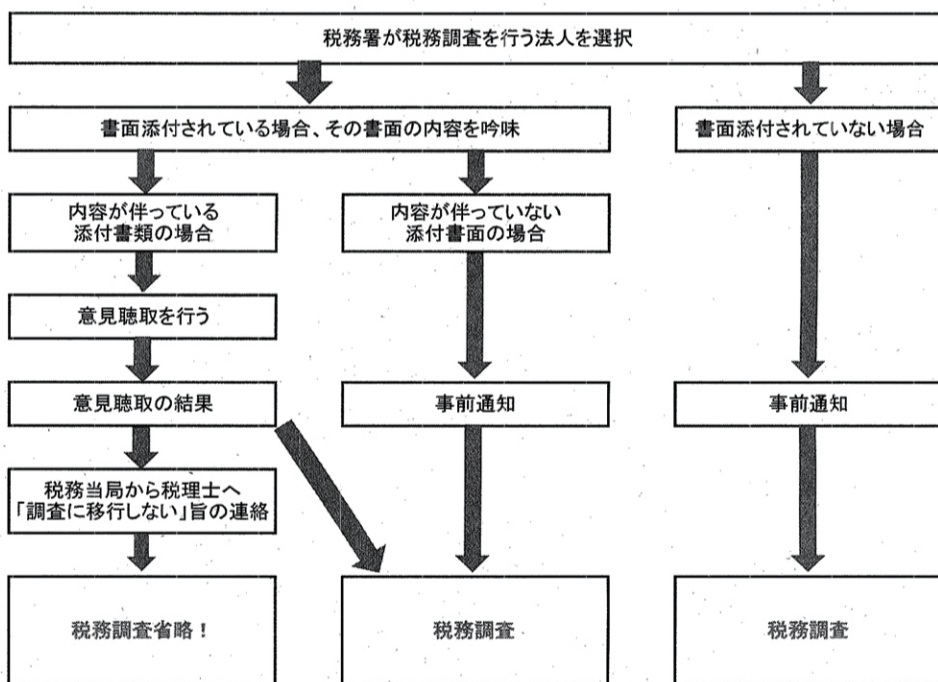 税務署が税務調査を行う法人を選択
書面添付されている場合、その書面の内容を吟味
書面添付されていない場合
内容が伴っている
添付書類の場合
内容が伴っていない
添付書面の場合
意見聴取を行う
意見聴取の結果
事前通知
事前通知
税務当局から税理士へ
「調査に移行しない」旨の連絡
税務調査省略！
税務調査
税務調査